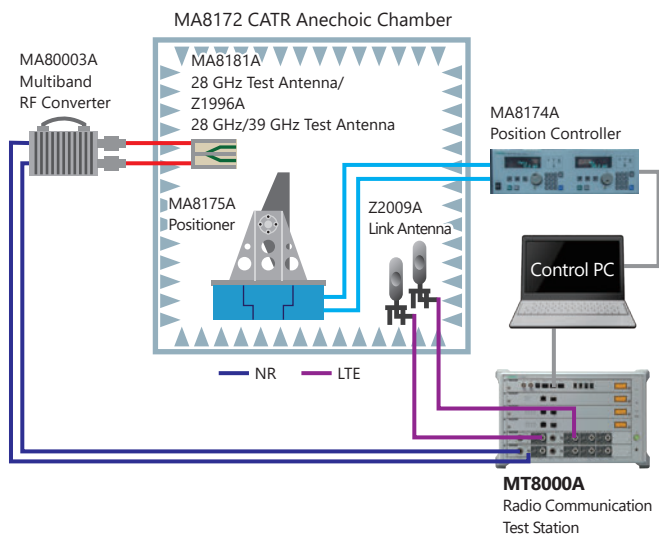 MA8172 CATR Anechoic Chamber
MA80003A
Multiband
RF Converter
MA8181A
28 GHz Test Antenna/
Z1996A
28 GHz/39 GHz Test Antenna
MA8174A
Position Controller
MA8175A
Positioner
Z2009A
Link Antenna
Control PC
NR
LTE
MT8000A
Radio Communication
Test Station